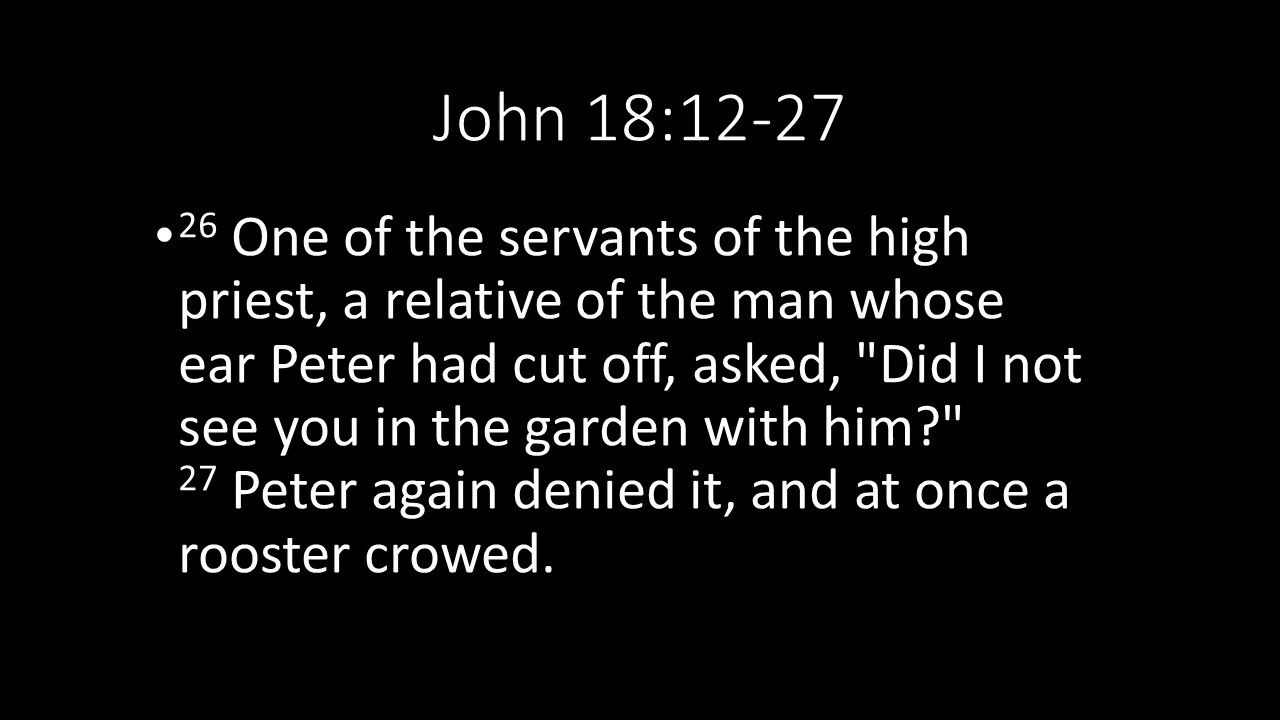 John 18:12-27
• 26 One of the servants of the high
priest, a relative of the man whose
ear Peter had cut off, asked, "Did I not
see you in the garden with him?"
27 Peter again denied it, and at once a
rooster crowed.